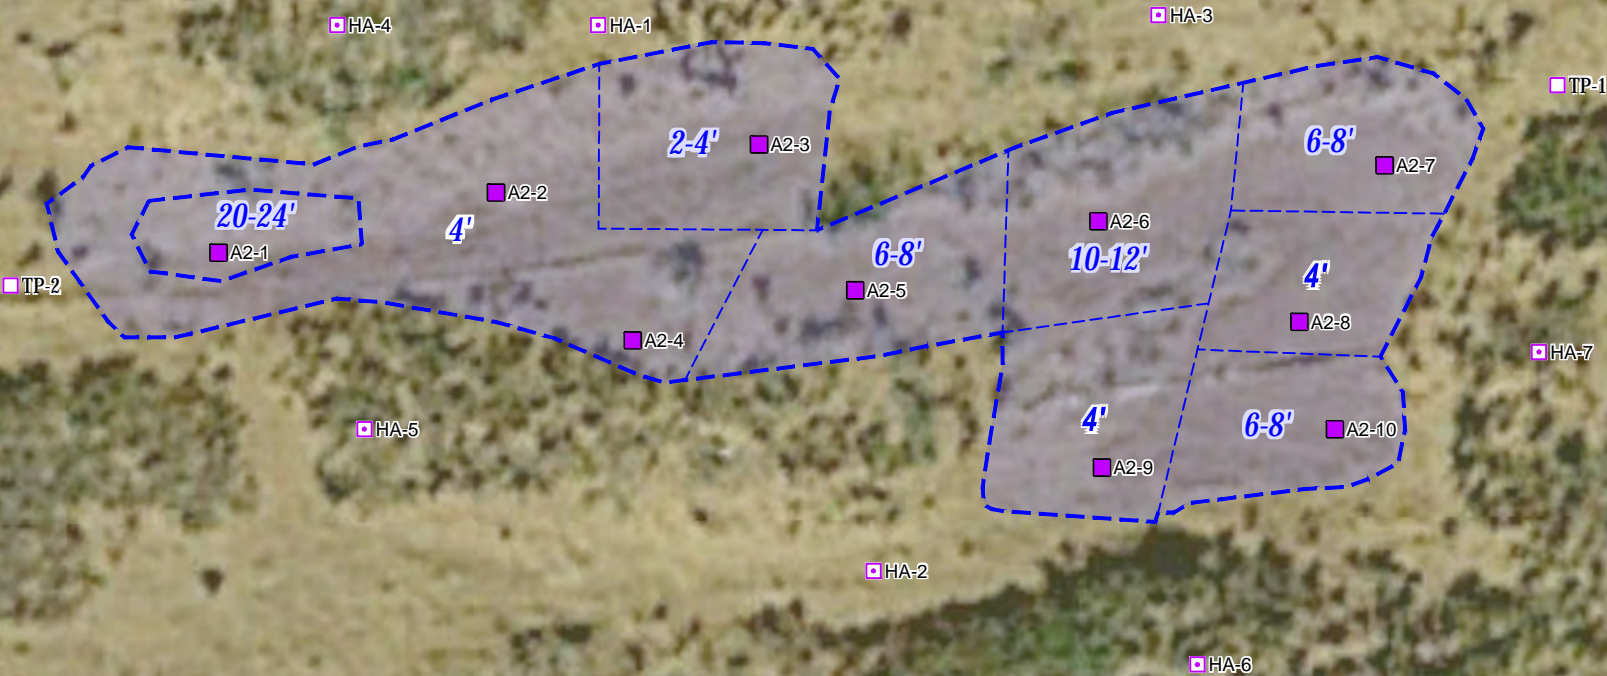 HA-3
HA-4
HA-1
TP-1
2-4'
A2-3
6-8'
A2-7
A2-2
20-24'
A2-6
4'
A2-1
6-8'
10-12'
4'
TP-2
A2-5
A2-8
A2-4
HA-7
4'
6-8'
HA-5
A2-10
A2-9
HA-2
HA-6